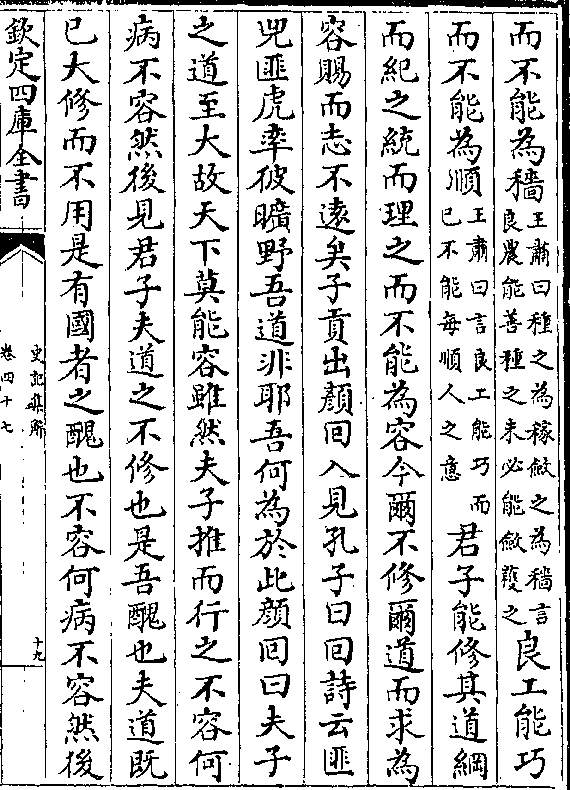 而不能為穡王肅曰種之為稼斂之為穡言良農能善種之未必能斂穫之良工能巧
而不能為順王肅曰言良工能巧而已不能每順人之意君子能修其道綱
而紀之統而理之而不能為容今爾不修爾道而求為
容賜而志不遠矣子貢出顏回入見孔子曰回詩云匪
兕匪虎率彼曠野吾道非耶吾何為於此顏回曰夫子
之道至大故天下莫能容雖然夫子推而行之不容何
病不容然後見君子夫道之不修也是吾醜也夫道既
已大修而不用是有國者之醜也不容何病不容然後
欽定四庫全書
史記集解
卷四十七
十九